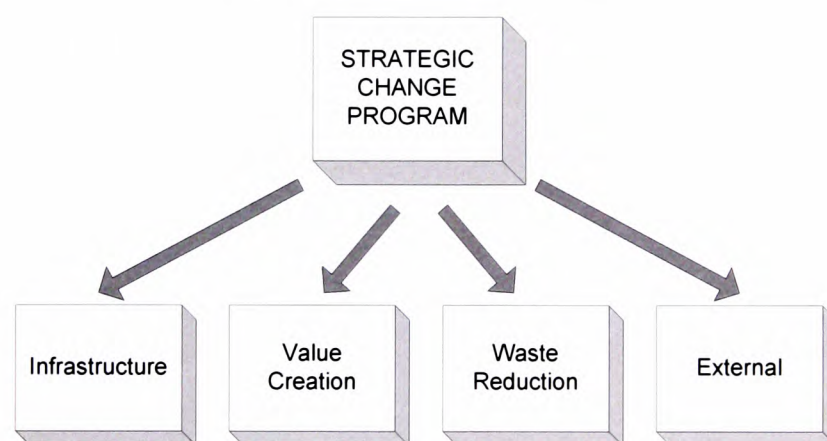 STRATEGIC
CHANGE
PROGRAM
Infrastructure
Value
Creation
Waste
Reduction
External